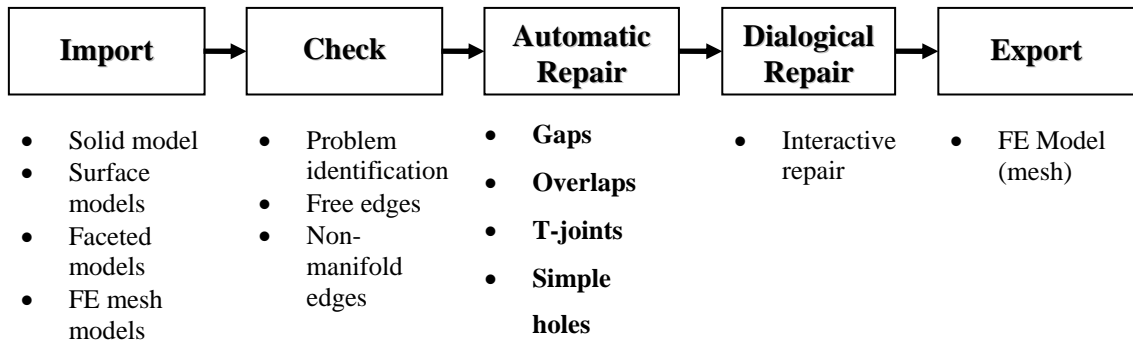 Import
Check
Automatic
Repair
Dialogical
Repair
Export
• Solid model
• Surface
models
• Faceted
models
• FE mesh
models
• Problem
identification
• Free edges
• Non-
manifold
edges
• Gaps
• Overlaps
• T-joints
• Simple
holes
• Interactive
repair
• FE Model
(mesh)